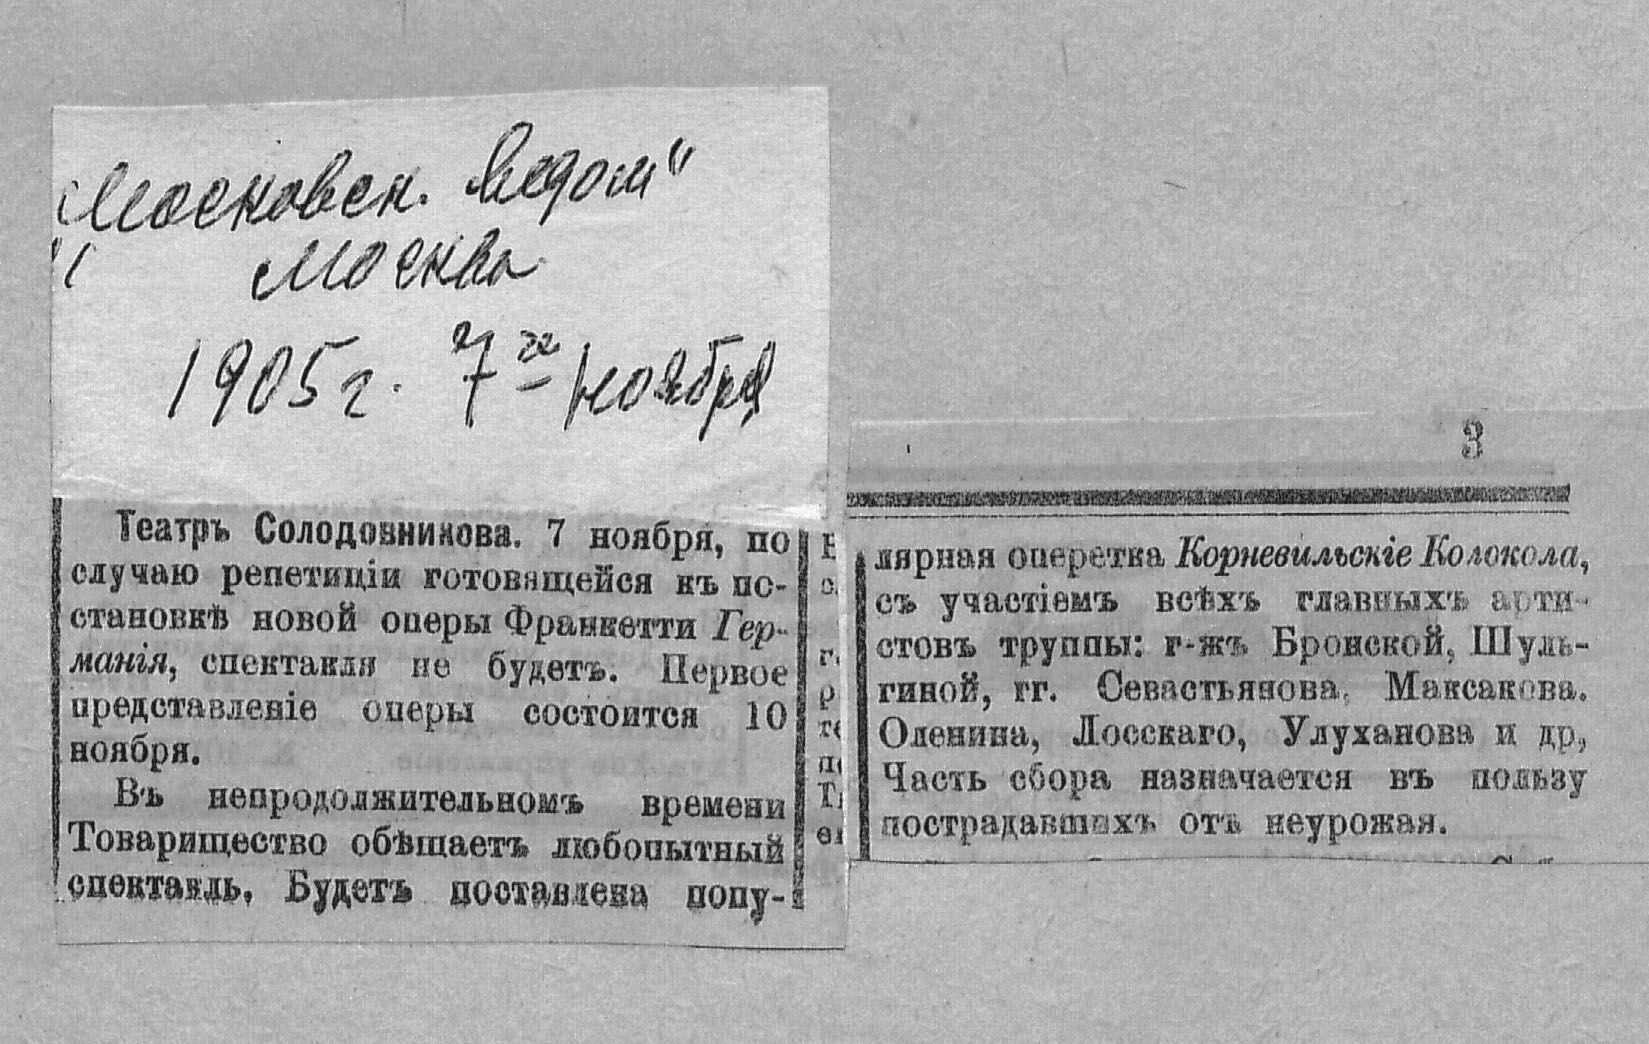 "Московск. Ведом"
Москва
1905 г. 7го ноября
Театръ Солодовникова. 7 ноября, по
случаю репетиціи готовящейся къ по-
становкѣ новой оперы Франкетти Гер-
манія, спектакля не будетъ. Первое
представленіе оперы состоится 10
ноября.
Въ непродолжительномъ времени
Товарищество обѣщаетъ любопытный
спектакль. Будетъ поставлена попу-
3
лярная оперетка Корневильскіе Колокола,
съ участіемъ всѣхъ главныхъ арти-
стовъ труппы: г-жъ Бронской, Шуль-
гиной, гг. Севастьянова, Максакова.
Оленина, Лосскаго, Улуханова и др,
Часть сбора назначается въ пользу
пострадавшихъ отъ неурожая.